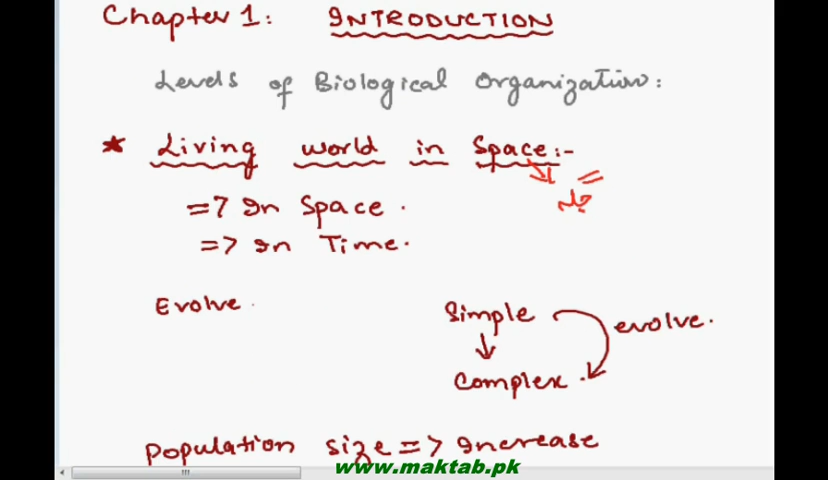 Chapter 1: INTRODUCTION
Levels of Biological Organization:
* Living world in Space:-
=> In Space.
جگہ
=> In Time.
Evolve.
Simple evolve.
Complex.
Population size => Increase
www.maktab.pk